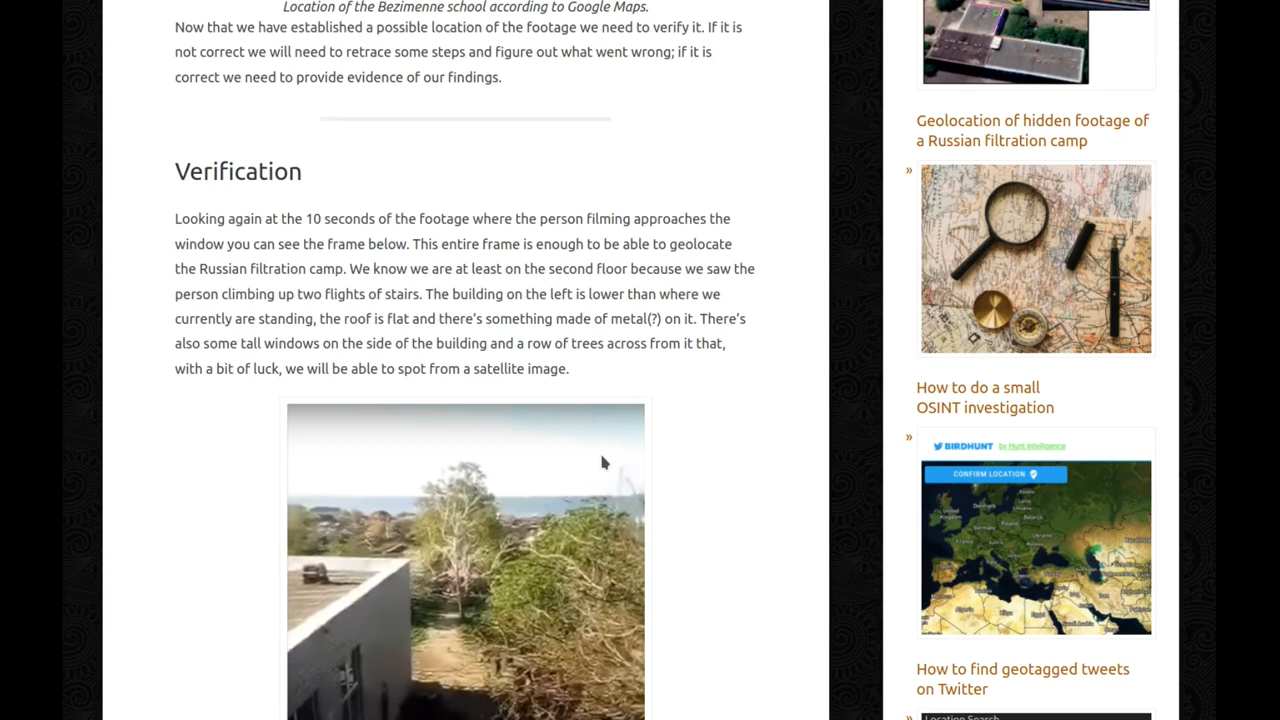 Location of the Bezimenne school according to Google Maps.
Now that we have established a possible location of the footage we need to verify it. If it is
not correct we will need to retrace some steps and figure out what went wrong; if it is
correct we need to provide evidence of our findings.
Verification
Looking again at the 10 seconds of the footage where the person filming approaches the
window you can see the frame below. This entire frame is enough to be able to geolocate
the Russian filtration camp. We know we are at least on the second floor because we saw the
person climbing up two flights of stairs. The building on the left is lower than where we
currently are standing, the roof is flat and there’s something made of metal(?) on it. There’s
also some tall windows on the side of the building and a row of trees across from it that,
with a bit of luck, we will be able to spot from a satellite image.
Geolocation of hidden footage of
a Russian filtration camp
»
How to do a small
OSINT investigation
»
BIRDHUNT by Hunt Intelligence
CONFIRM LOCATION
How to find geotagged tweets
on Twitter
»
Location Search